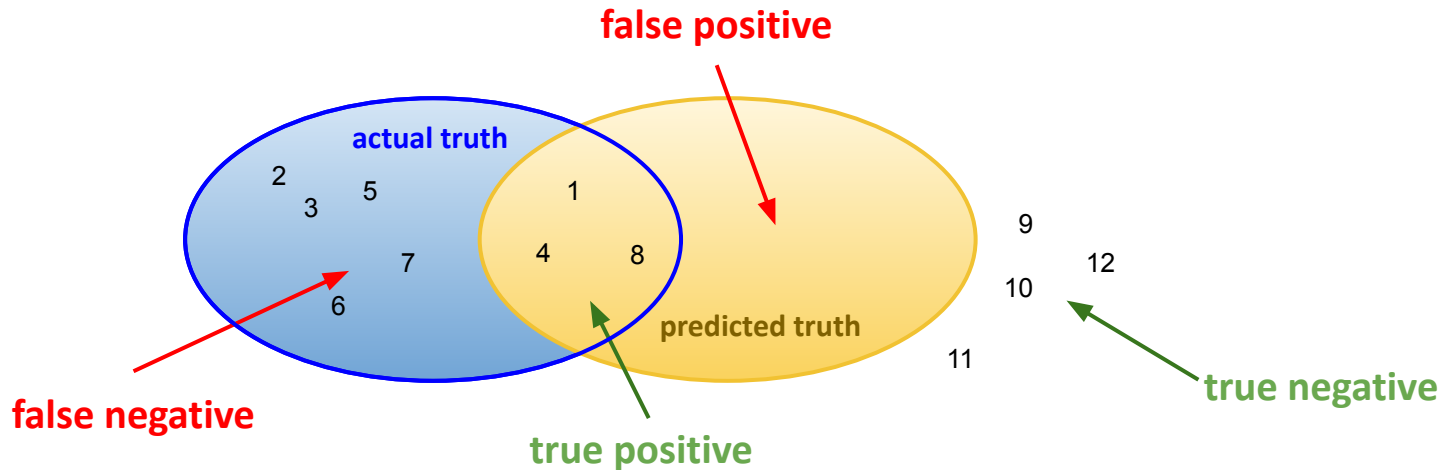 false positive
actual truth
2
5
1
3
9
7
4
8
12
10
6
predicted truth
11
false negative
true negative
true positive